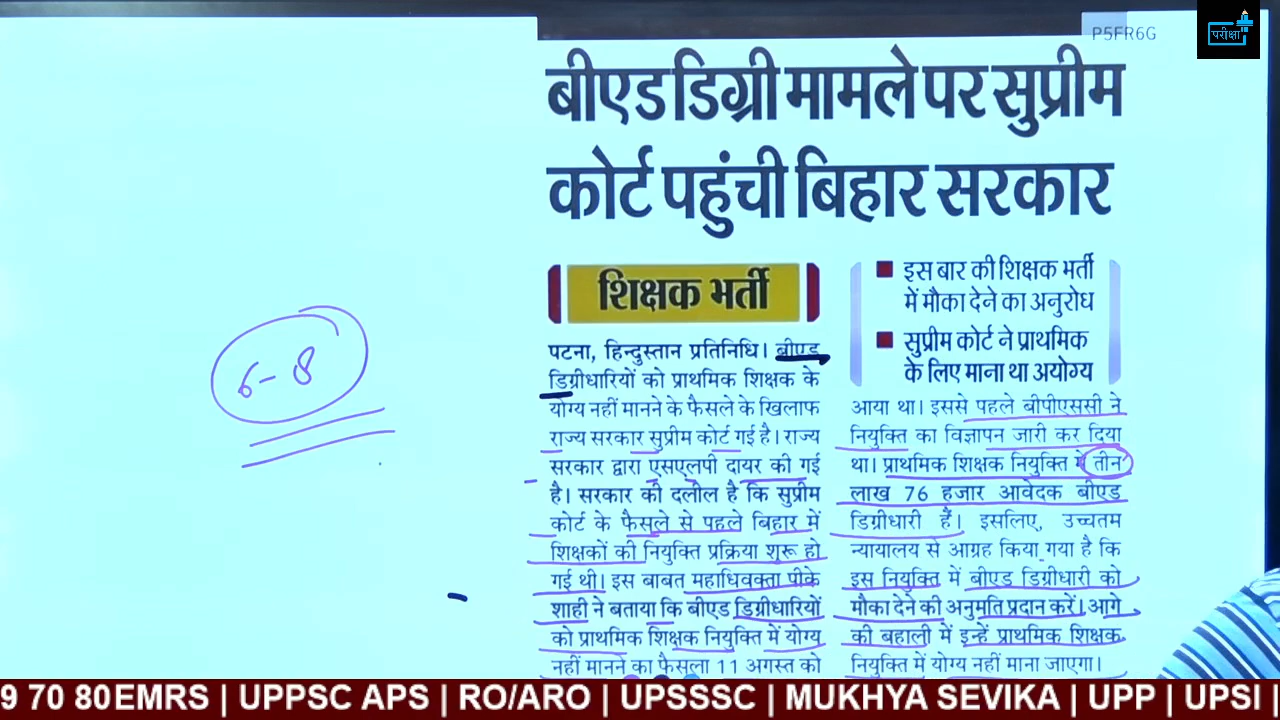 P5FR6G
परीक्षा
बीएड डिग्री मामले पर सुप्रीम
कोर्ट पहुंची बिहार सरकार
शिक्षक भर्ती
इस बार की शिक्षक भर्ती
में मौका देने का अनुरोध
सुप्रीम कोर्ट ने प्राथमिक
के लिए माना था अयोग्य
पटना, हिन्दुस्तान प्रतिनिधि। बीएड
डिग्रीधारियों को प्राथमिक शिक्षक के
योग्य नहीं मानने के फैसले के खिलाफ
राज्य सरकार सुप्रीम कोर्ट गई है। राज्य
सरकार द्वारा एसएलपी दायर की गई
है। सरकार की दलील है कि सुप्रीम
कोर्ट के फैसले से पहले बिहार में
शिक्षकों की नियुक्ति प्रक्रिया शुरू हो
गई थी। इस बाबत महाधिवक्ता पीके
शाही ने बताया कि बीएड डिग्रीधारियों
को प्राथमिक शिक्षक नियुक्ति में योग्य
नहीं मानने का फैसला 11 अगस्त को
आया था। इससे पहले बीपीएससी ने
नियुक्ति का विज्ञापन जारी कर दिया
था। प्राथमिक शिक्षक नियुक्ति में तीन
लाख 76 हजार आवेदक बीएड
डिग्रीधारी हैं। इसलिए, उच्चतम
न्यायालय से आग्रह किया गया है कि
इस नियुक्ति में बीएड डिग्रीधारी को
मौका देने की अनुमति प्रदान करें। आगे
की बहाली में इन्हें प्राथमिक शिक्षक
नियुक्ति में योग्य नहीं माना जाएगा।
6-8
9 70 80EMRS | UPPSC APS | RO/ARO | UPSSSC | MUKHYA SEVIKA | UPP | UPSI |